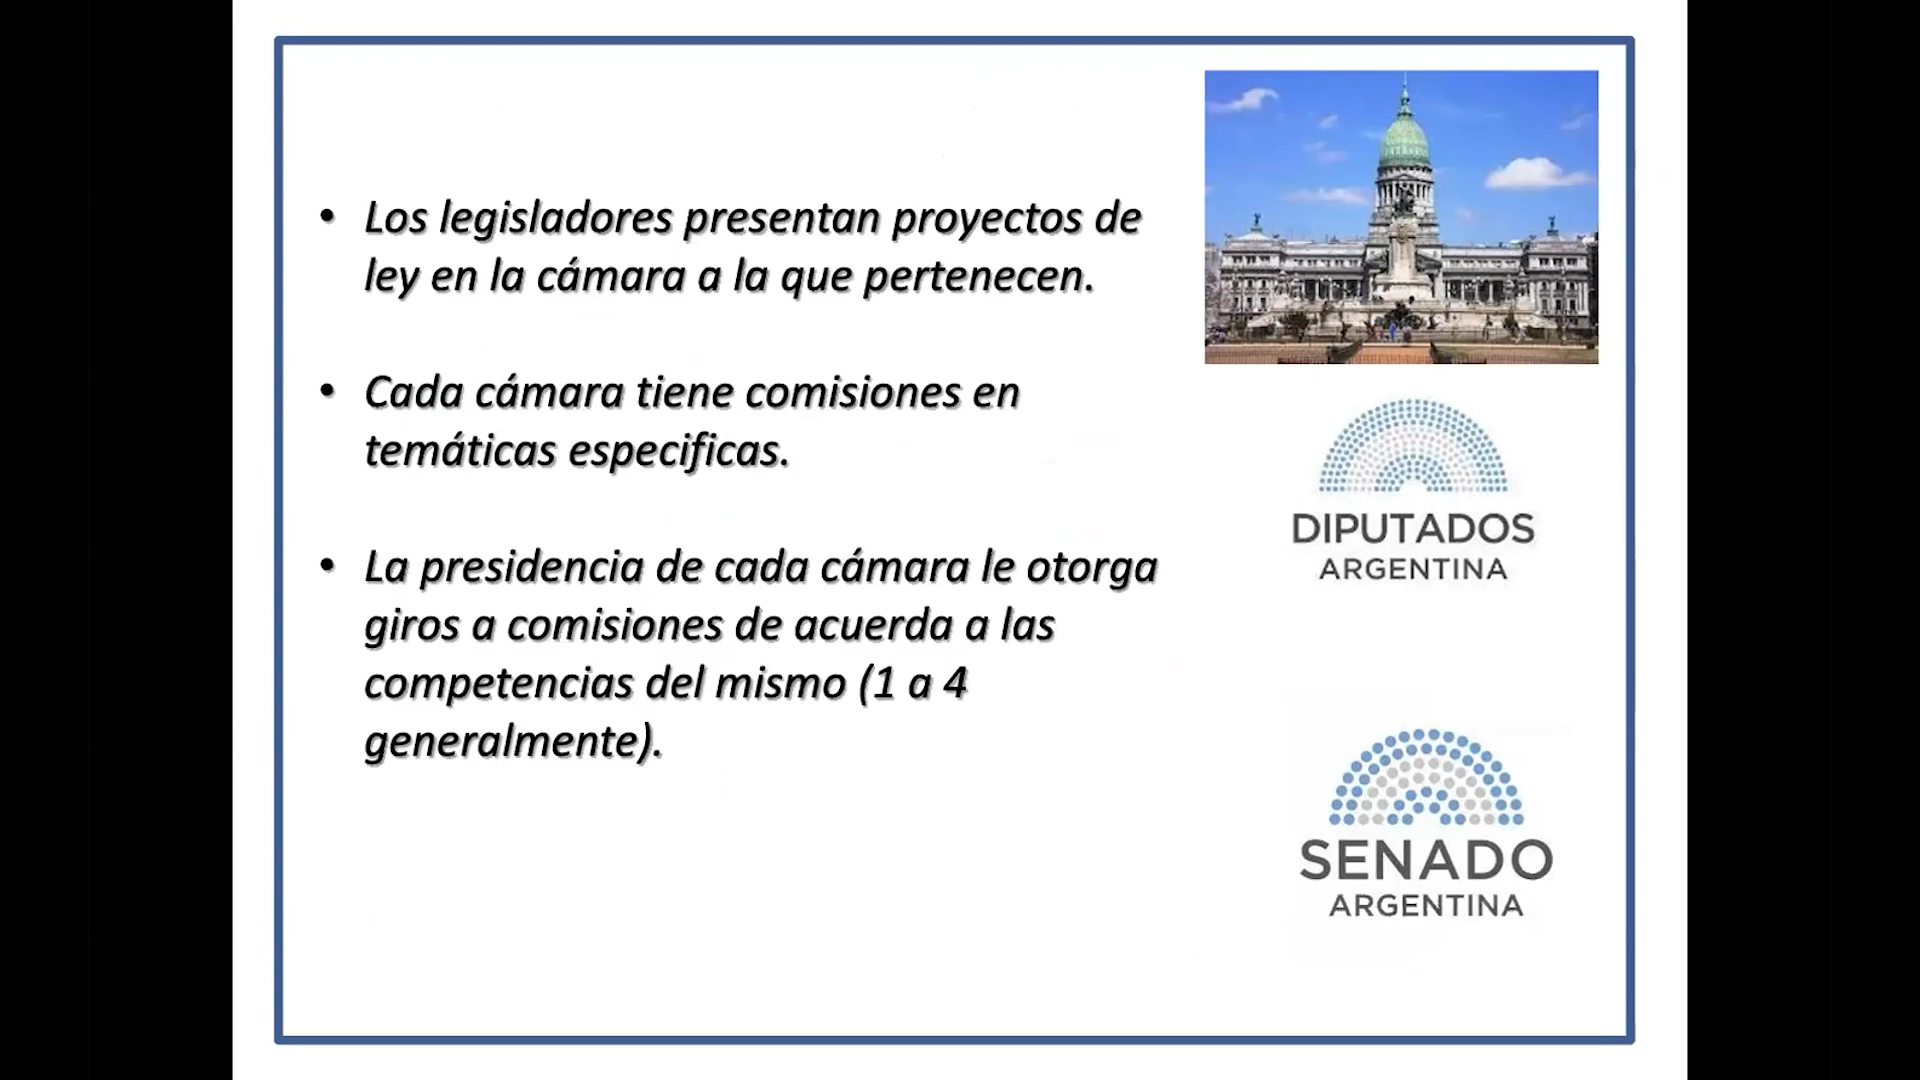 • Los legisladores presentan proyectos de
ley en la cámara a la que pertenecen.
• Cada cámara tiene comisiones en
temáticas especificas.
• La presidencia de cada cámara le otorga
giros a comisiones de acuerda a las
competencias del mismo (1 a 4
generalmente).
DIPUTADOS
ARGENTINA
SENADO
ARGENTINA